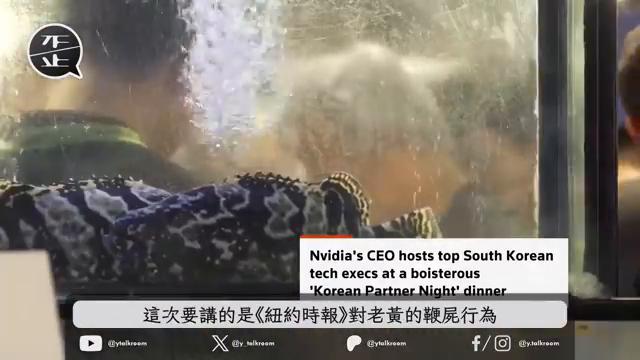 歪止
Nvidia's CEO hosts top South Korean
tech execs at a boisterous
'Korean Partner Night' dinner
這次要講的是《紐約時報》對老黃的鞭屍行為
@ytalkroom
@y_talkroom
@ytalkroom
@y.talkroom